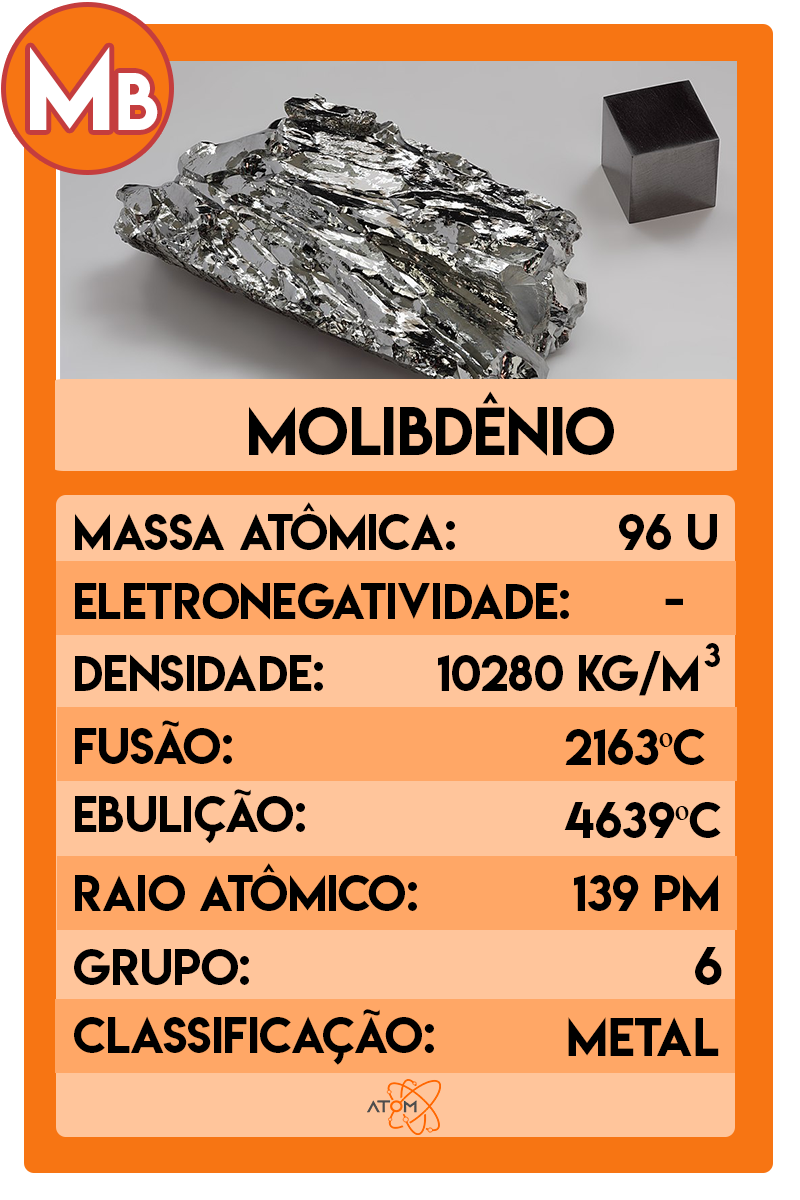 MB
MOLIBDÊNIO
MASSA ATÔMICA: 96 U
ELETRONEGATIVIDADE: -
DENSIDADE: 10280 KG/M³
FUSÃO: 2163ºC
EBULIÇÃO: 4639ºC
RAIO ATÔMICO: 139 PM
GRUPO: 6
CLASSIFICAÇÃO: METAL
ATOM